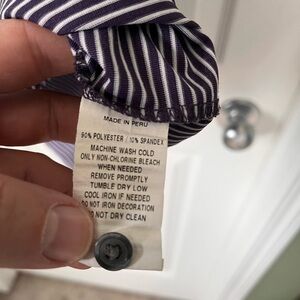 MADE IN PERU
90% POLYESTER / 10% SPANDEX
MACHINE WASH COLD
ONLY NON-CHLORINE BLEACH
WHEN NEEDED
REMOVE PROMPTLY
TUMBLE DRY LOW
COOL IRON IF NEEDED
DO NOT IRON DECORATION
DO NOT DRY CLEAN